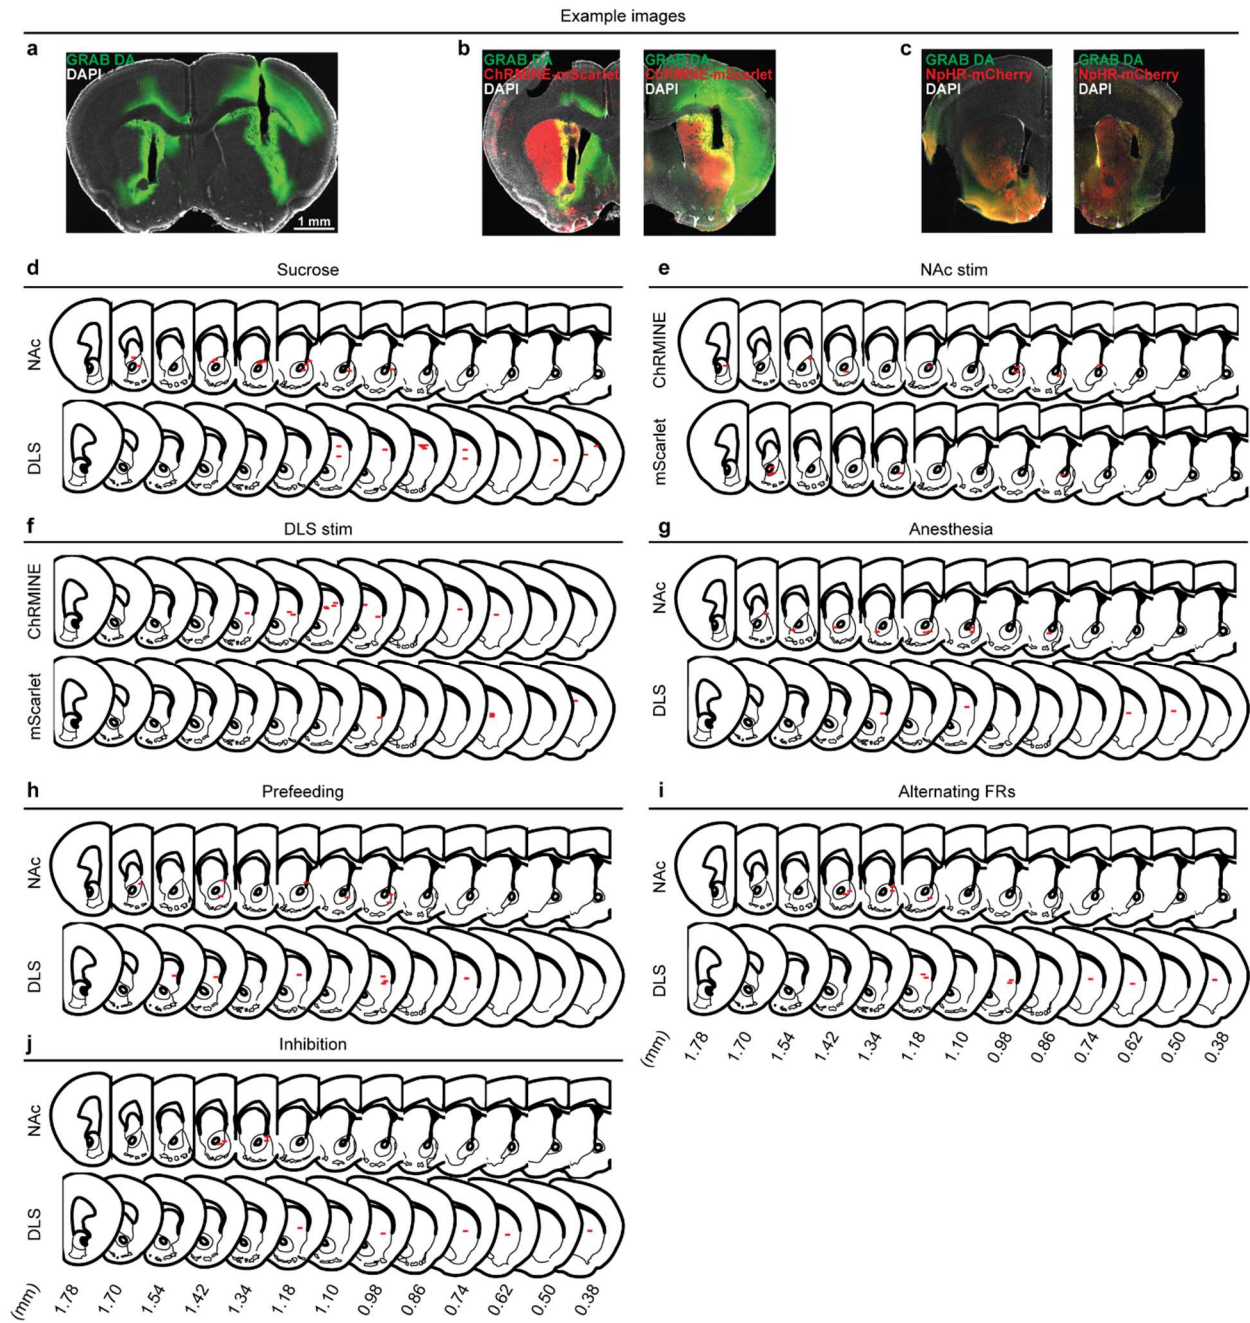 Example images
a
GRAB DA
DAPI
1 mm
b
GRAB DA
ChRMINE-mScarlet
DAPI
GRAB DA
ChRMINE-mScarlet
DAPI
c
GRAB DA
NpHR-mCherry
DAPI
GRAB DA
NpHR-mCherry
DAPI
d
Sucrose
NAc
DLS
e
NAc stim
ChRMINE
mScarlet
f
DLS stim
ChRMINE
mScarlet
g
Anesthesia
NAc
DLS
h
Prefeeding
NAc
DLS
i
Alternating FRs
NAc
DLS
(mm) 1.78 1.70 1.54 1.42 1.34 1.18 1.10 0.98 0.86 0.74 0.62 0.50 0.38
j
Inhibition
NAc
DLS
(mm) 1.78 1.70 1.54 1.42 1.34 1.18 1.10 0.98 0.86 0.74 0.62 0.50 0.38